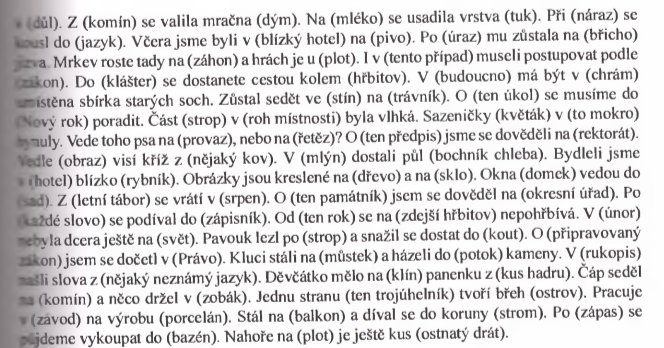 (důl). Z (komín) se valila mračna (dým). Na (mléko) se usadila vrstva (tuk). Při (náraz) se
do (jazyk). Včera jsme byli v (blízký hotel) na (pivo). Po (úraz) mu zůstala na (břicho)
Mrkev roste tady na (záhon) a hrách je u (plot). I v (tento případ) museli postupovat podle
Do (klášter) se dostanete cestou kolem (hřbitov). V (budoucno) má být v (chrám)
umístěna sbírka starých soch. Zůstal sedět ve (stín) na (trávník). O (ten úkol) se musíme do
(Nový rok) poradit. Část (strop) v (roh místnosti) byla vlhká. Sazeničky (květák) v (to mokro)
Vede toho psa na (provaz), nebo na (řetěz)? O (ten předpis) jsme se dověděli na (rektorát).
Vedle (obraz) visí kříž z (nějaký kov). V (mlýn) dostali půl (bochník chleba). Bydleli jsme
v (hotel) blízko (rybník). Obrázky jsou kreslené na (dřevo) a na (sklo). Okna (domek) vedou do
(sad). Z (letní tábor) se vrátí v (srpen). O (ten památník) jsem se dověděl na (okresní úřad). Po
(každé slovo) se podíval do (zápisník). Od (ten rok) se na (zdejší hřbitov) nepohřbívá. V (únor)
nebyla dcera ještě na (svět). Pavouk lezl po (strop) a snažil se dostat do (kout). O (připravovaný
zákon) jsem se dočetl v (Právo). Kluci stáli na (můstek) a házeli do (potok) kameny. V (rukopis)
našli slova z (nějaký neznámý jazyk). Děvčátko mělo na (klín) panenku z (kus hadru). Čáp seděl
na (komín) a něco držel v (zobák). Jednu stranu (ten trojúhelník) tvoří břeh (ostrov). Pracuje
v (závod) na výrobu (porcelán). Stál na (balkon) a díval se do koruny (strom). Po (zápas) se
půjdeme vykoupat do (bazén). Nahoře na (plot) je ještě kus (ostnatý drát).